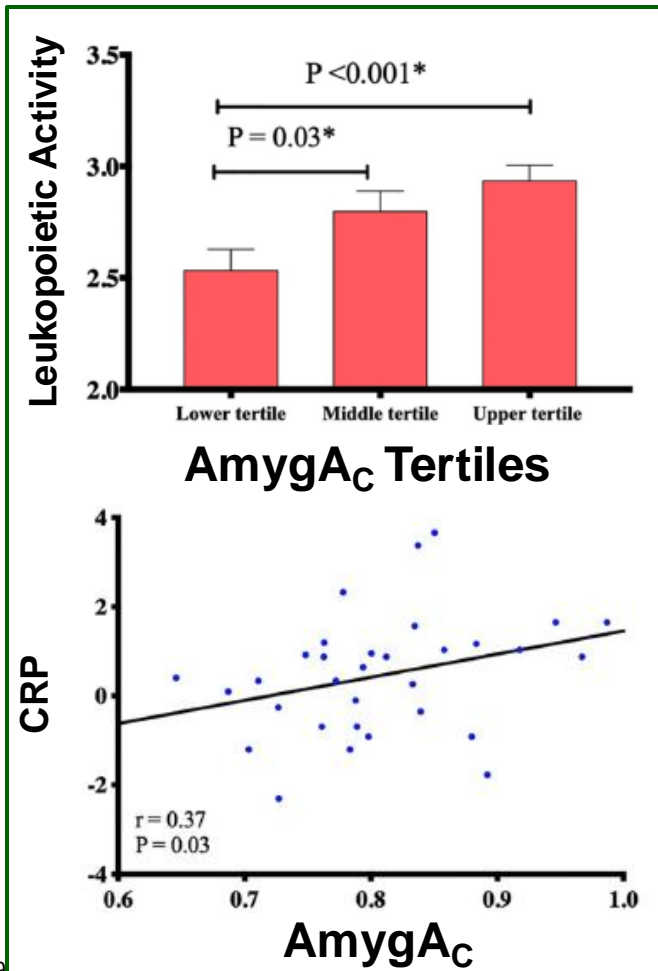 Leukopoietic Activity
3.5
3.0
2.5
2.0
P <0.001*
P = 0.03*
Lower tertile Middle tertile Upper tertile
AmygAC Tertiles
CRP
4
2
0
-2
-4
r = 0.37
P = 0.03
0.6 0.7 0.8 0.9 1.0
AmygAC